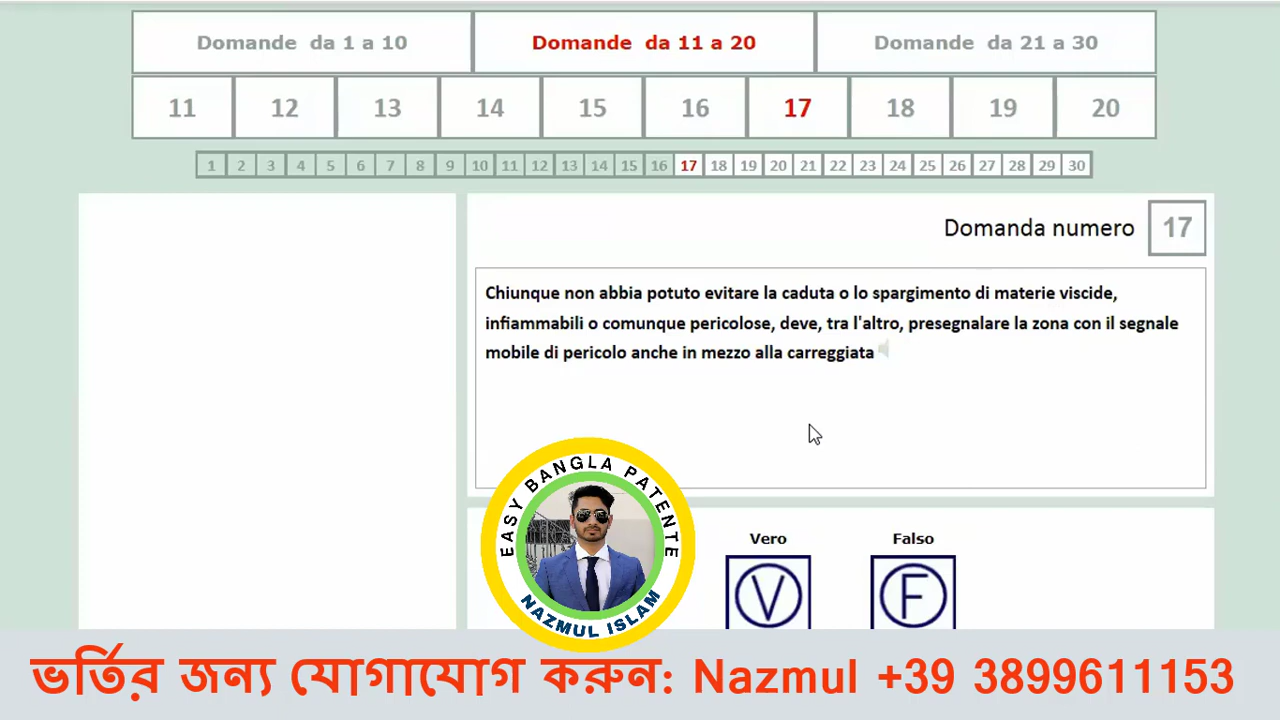 Domande da 1 a 10
Domande da 11 a 20
Domande da 21 a 30
11 12 13 14 15 16 17 18 19 20
1 2 3 4 5 6 7 8 9 10 11 12 13 14 15 16 17 18 19 20 21 22 23 24 25 26 27 28 29 30
Domanda numero 17
Chiunque non abbia potuto evitare la caduta o lo spargimento di materie viscide,
infiammabili o comunque pericolose, deve, tra l'altro, presegnalare la zona con il segnale
mobile di pericolo anche in mezzo alla carreggiata
Vero Falso
V F
EASY BANGLA PATENTE
NAZMUL ISLAM
ভর্তির জন্য যোগাযোগ করুন: Nazmul +39 3899611153